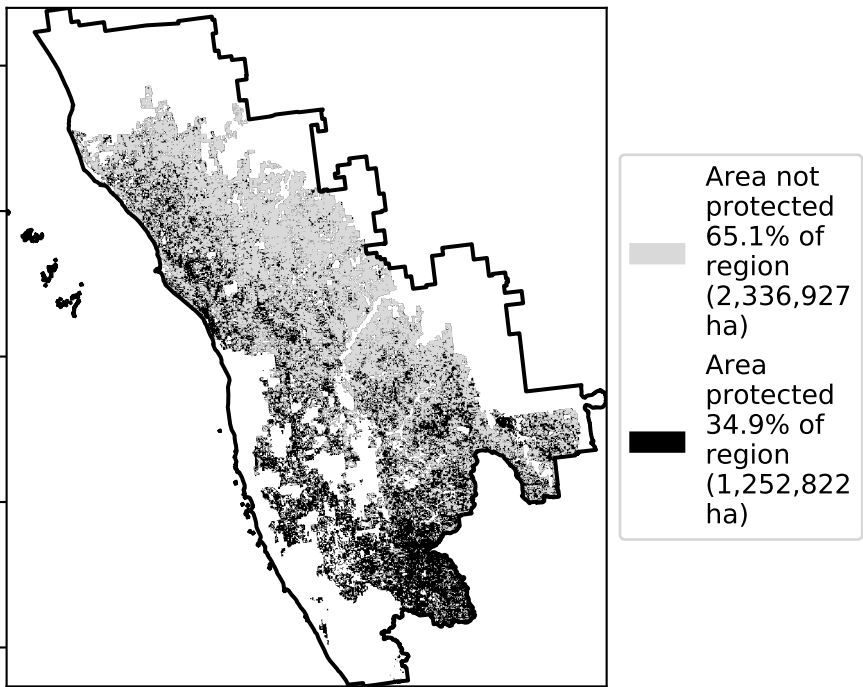 Area not
protected
65.1% of
region
(2,336,927
ha)
Area
protected
34.9% of
region
(1,252,822
ha)